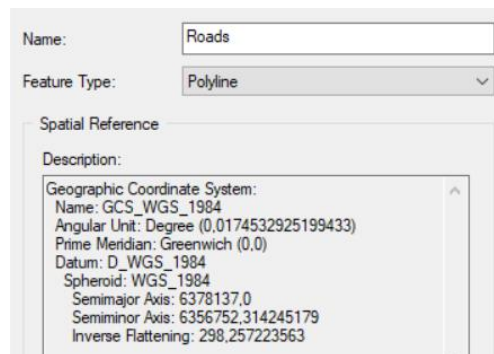 Name: Roads
Feature Type: Polyline
Spatial Reference
Description:
Geographic Coordinate System:
Name: GCS_WGS_1984
Angular Unit: Degree (0,0174532925199433)
Prime Meridian: Greenwich (0,0)
Datum: D_WGS_1984
Spheroid: WGS_1984
Semimajor Axis: 6378137,0
Semiminor Axis: 6356752,314245179
Inverse Flattening: 298,257223563